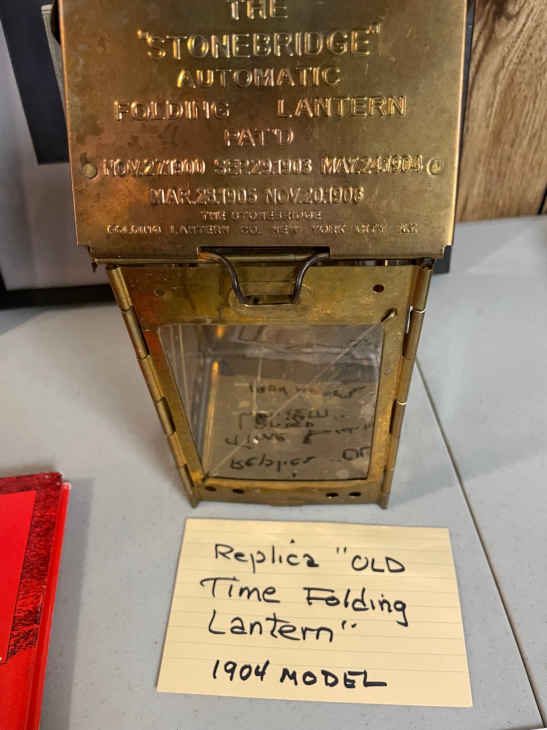 THE
"STONEBRIDGE"
AUTOMATIC
FOLDING LANTERN
PAT'D
NOV.27.1900 SEP.29.1903 MAY.24.1904
MAR.28.1905 NOV.20.1906
THE STONEBRIDGE
FOLDING LANTERN CO. NEW YORK CITY
Replica "OLD
Time Folding
Lantern"
1904 MODEL